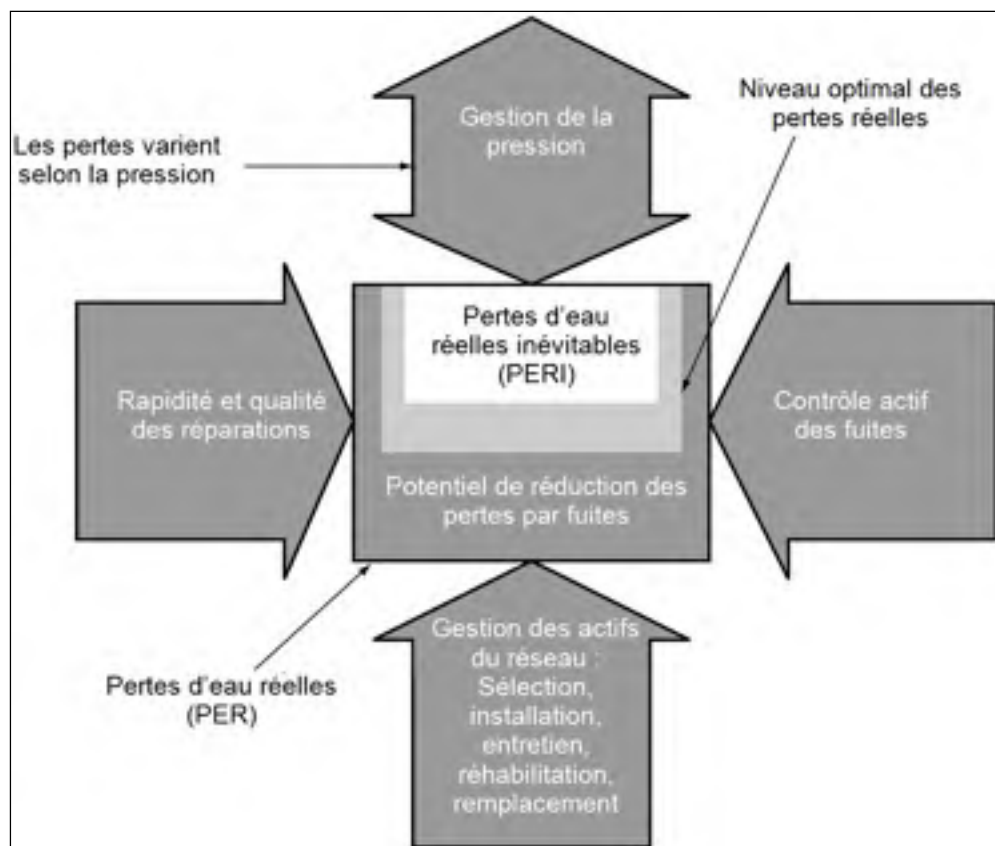 Gestion de la
pression
Niveau optimal des
pertes réelles
Les pertes varient
selon la pression
Pertes d'eau
réelles inévitables
(PERI)
Rapidité et qualité
des réparations
Contrôle actif
des fuites
Potentiel de réduction des
pertes par fuites
Pertes d'eau réelles
(PER)
Gestion des actifs
du réseau :
Sélection,
installation,
entretien,
réhabilitation,
remplacement